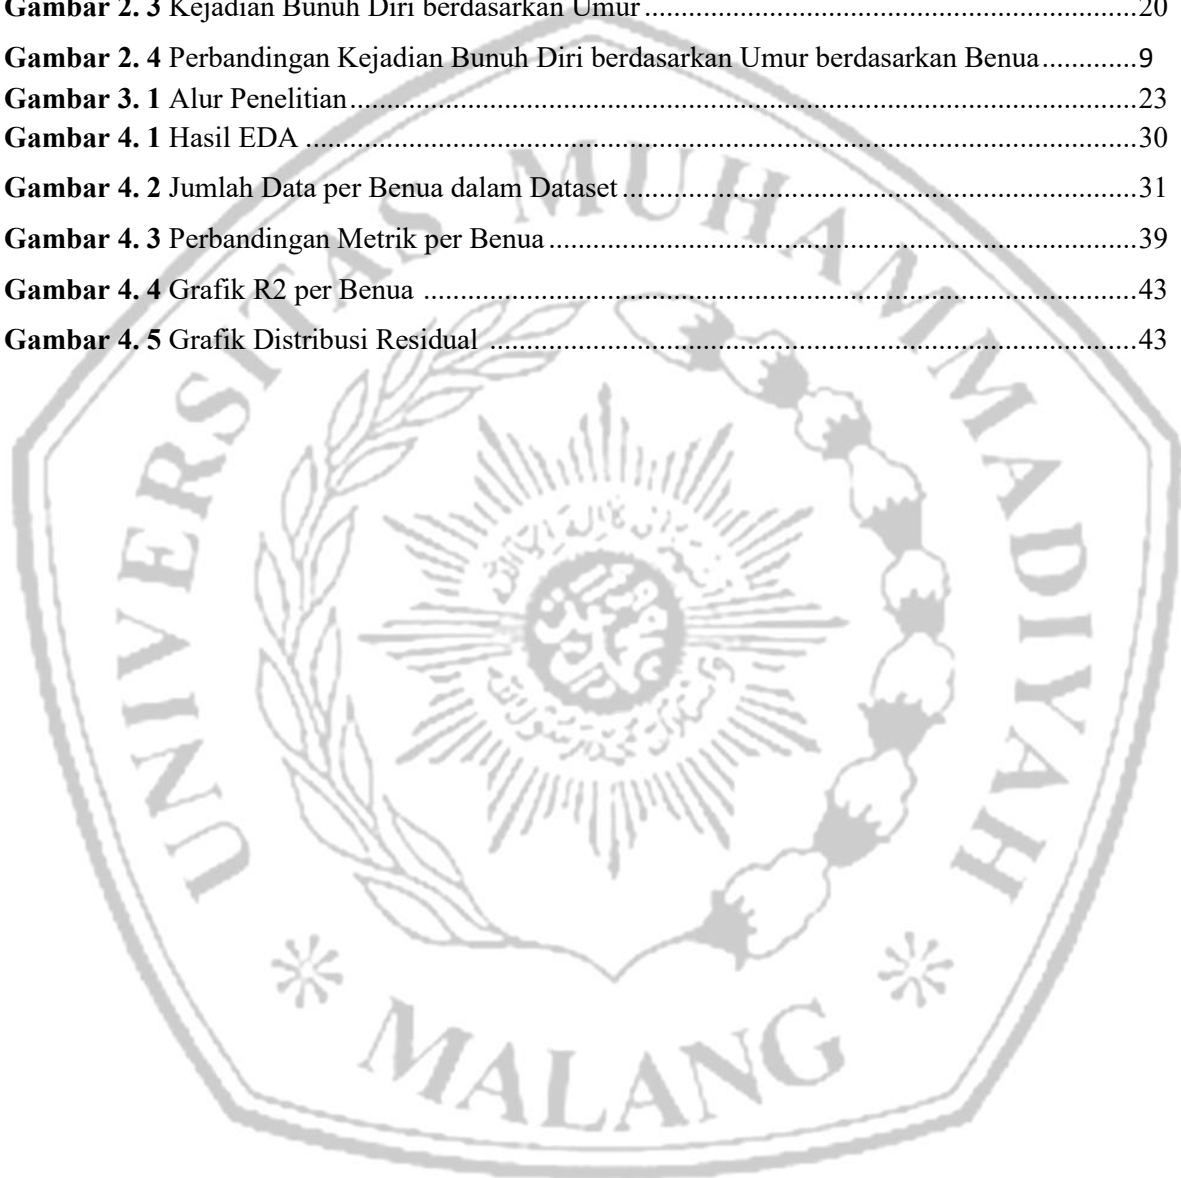 Gambar 2. 3 Kejadian Bunuh Diri berdasarkan Umur........................................................................20
Gambar 2. 4 Perbandingan Kejadian Bunuh Diri berdasarkan Umur berdasarkan Benua.............9
Gambar 3. 1 Alur Penelitian...................................................................................................................23
Gambar 4. 1 Hasil EDA ........................................................................................................................30
Gambar 4. 2 Jumlah Data per Benua dalam Dataset...........................................................................31
Gambar 4. 3 Perbandingan Metrik per Benua......................................................................................39
Gambar 4. 4 Grafik R2 per Benua ........................................................................................................43
Gambar 4. 5 Grafik Distribusi Residual ..............................................................................................43
UNIVERSITAS MUHAMMADIYAH
MALANG